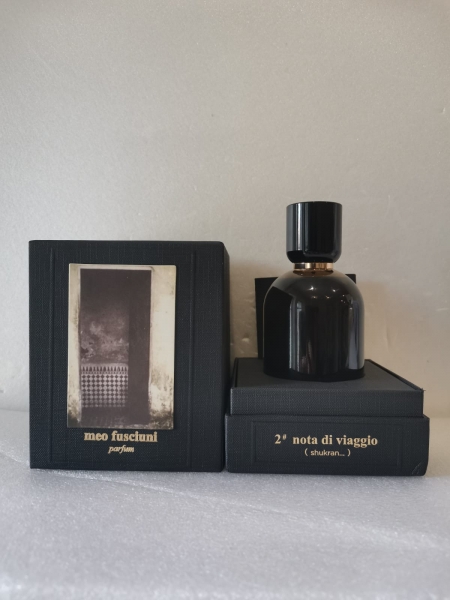 meo fusciuni
parfum
2# nota di viaggio
( shukran... )